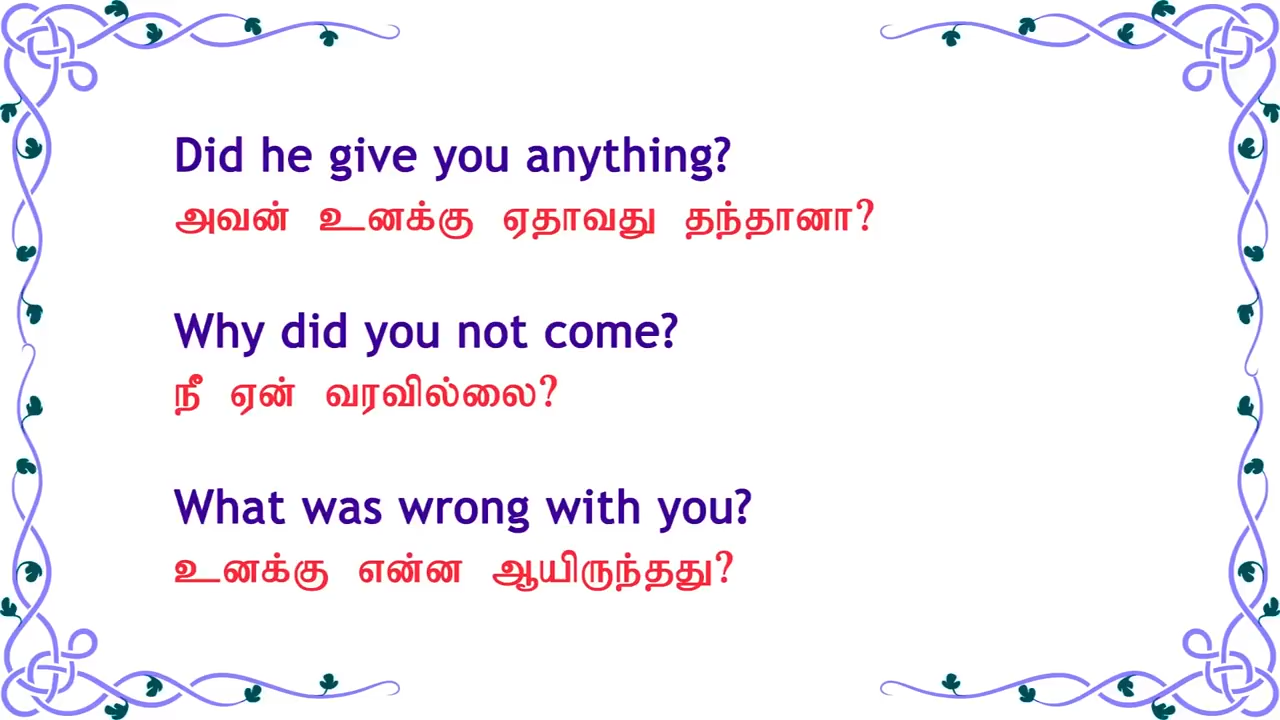 Did he give you anything?
அவன் உனக்கு ஏதாவது தந்தானா?
Why did you not come?
நீ ஏன் வரவில்லை?
What was wrong with you?
உனக்கு என்ன ஆயிருந்தது?